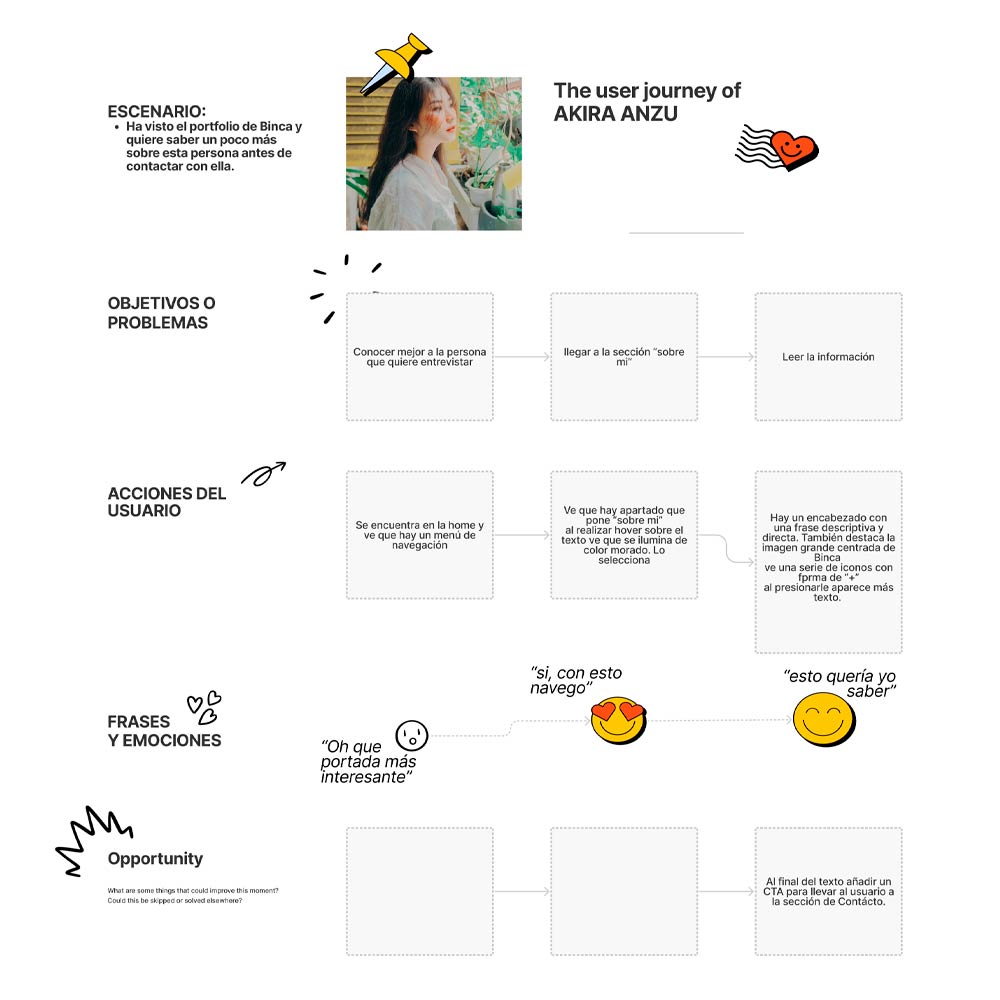 The user journey of
AKIRA ANZU
ESCENARIO:
• Ha visto el portfolio de Binca y
quiere saber un poco más
sobre esta persona antes de
contactar con ella.
OBJETIVOS O
PROBLEMAS
Conocer mejor a la persona
que quiere entrevistar
llegar a la sección “sobre
mi”
Leer la información
ACCIONES DEL
USUARIO
Se encuentra en la home y
ve que hay un menú de
navegación
Ve que hay apartado que
pone “sobre mi”
al realizar hover sobre el
texto ve que se ilumina de
color morado. Lo
selecciona
Hay un encabezado con
una frase descriptiva y
directa. También destaca la
imagen grande centrada de
Binca
ve una serie de iconos con
fprma de “+”
al presionarle aparece más
texto.
FRASES
Y EMOCIONES
“Oh que
portada más
interesante”
“si, con esto
navego”
“esto quería yo
saber”
Opportunity
What are some things that could improve this moment?
Could this be skipped or solved elsewhere?
Al final del texto añadir un
CTA para llevar al usuario a
la sección de Contácto.